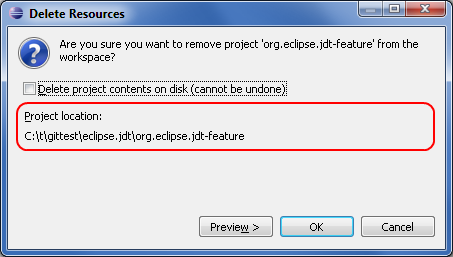 Delete Resources
Are you sure you want to remove project 'org.eclipse.jdt-feature' from the
workspace?
Delete project contents on disk (cannot be undone)
Project location:
C:\t\gittest\eclipse.jdt\org.eclipse.jdt-feature
Preview >
OK
Cancel